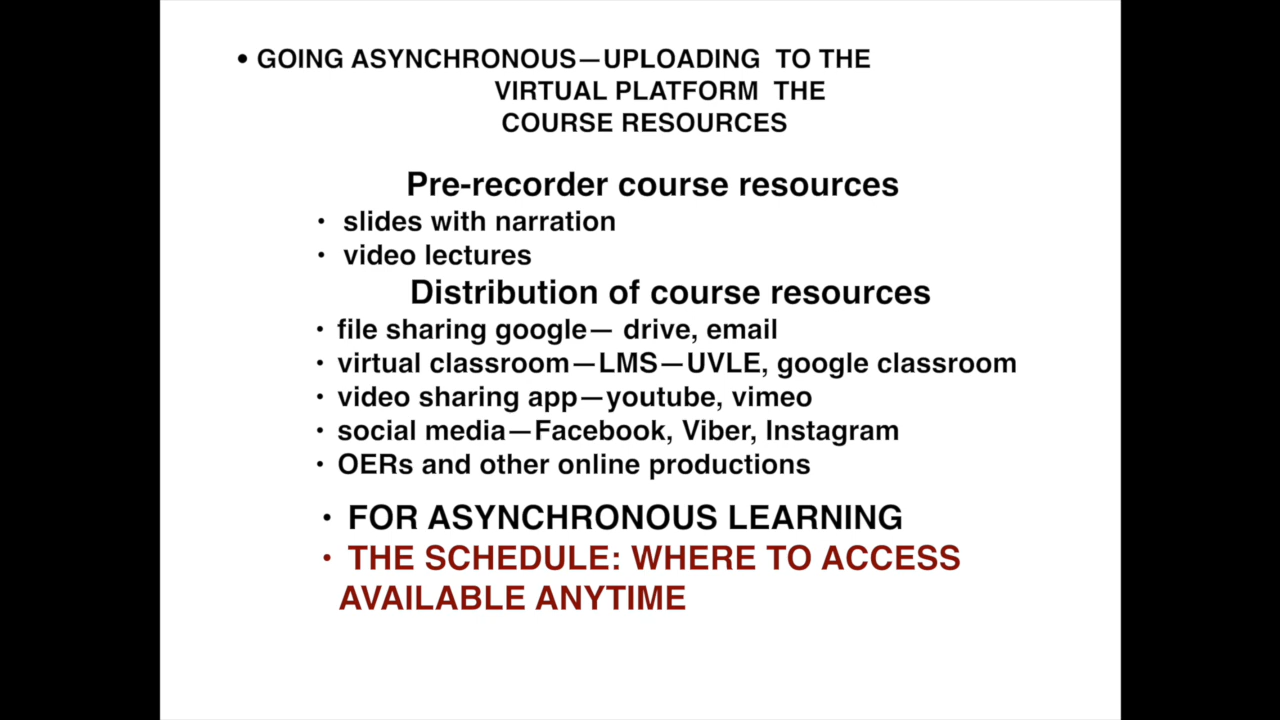 • GOING ASYNCHRONOUS—UPLOADING TO THE
VIRTUAL PLATFORM THE
COURSE RESOURCES
Pre-recorder course resources
• slides with narration
• video lectures
Distribution of course resources
• file sharing google— drive, email
• virtual classroom—LMS—UVLE, google classroom
• video sharing app—youtube, vimeo
• social media—Facebook, Viber, Instagram
• OERs and other online productions
• FOR ASYNCHRONOUS LEARNING
• THE SCHEDULE: WHERE TO ACCESS
AVAILABLE ANYTIME